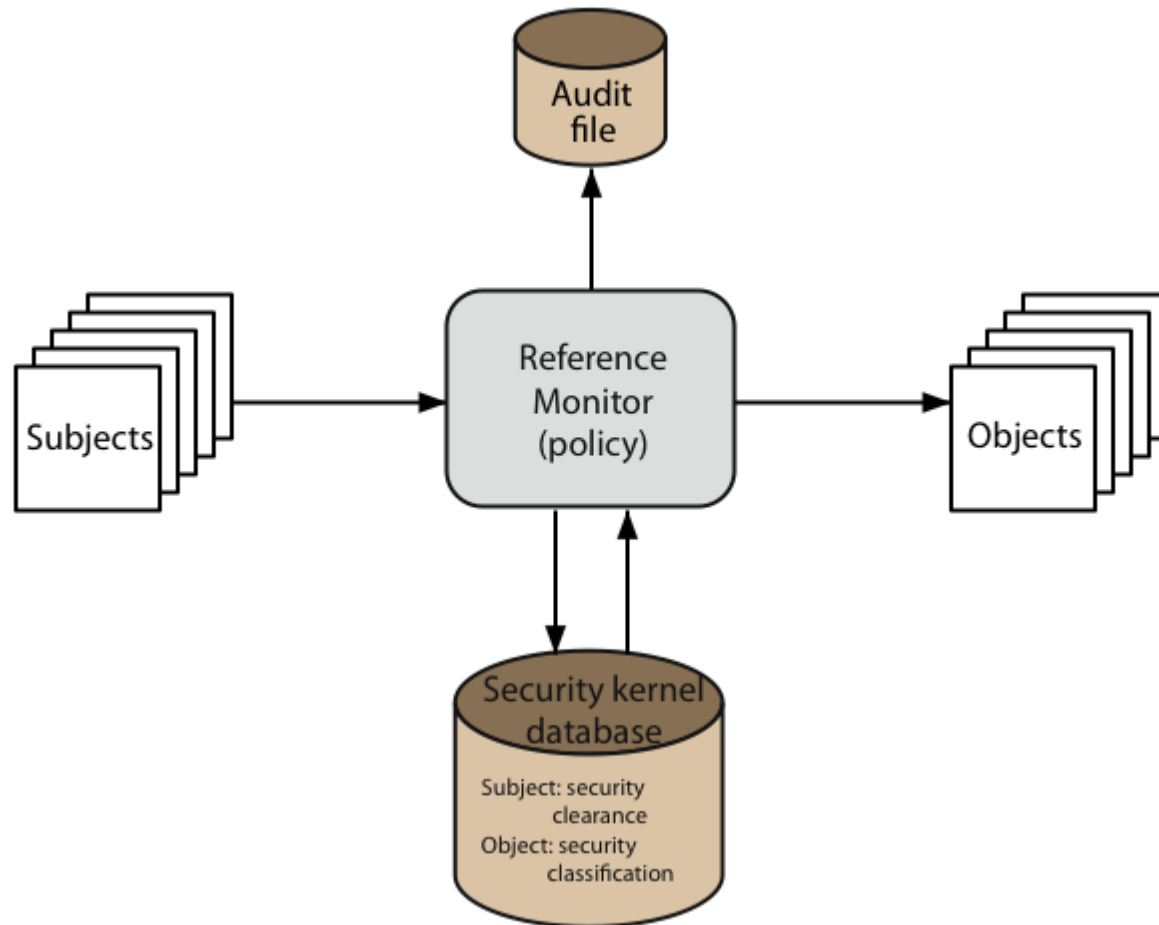 Audit
file
Subjects
Reference
Monitor
(policy)
Objects
Security kernel
database
Subject: security
clearance
Object: security
classification